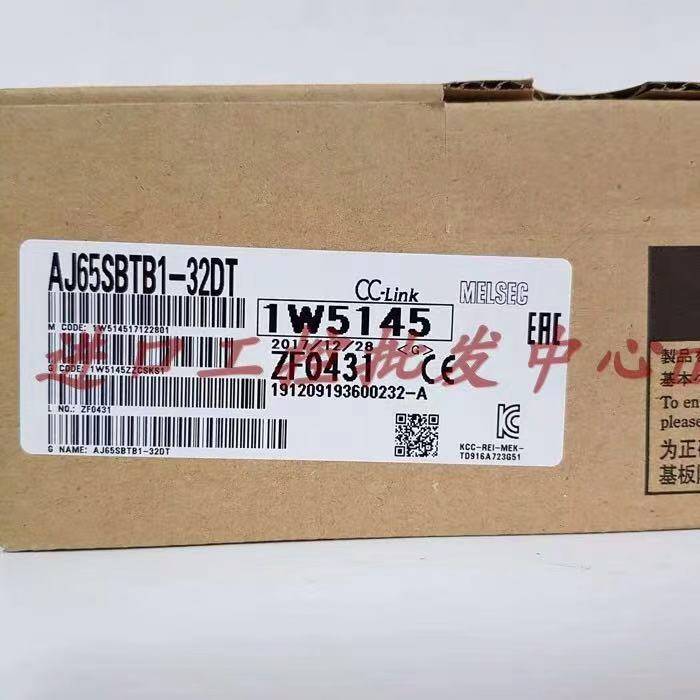 AJ65SBTB1-32DT
CC-Link
MELSEC
M CODE: 1W514517122801
1W5145
2017/12/28 <G>
EAC
进口工控批发中心
ZF0431 CE
G CODE: 1W5145ZZCSKS1
191209193600232-A
L NO.: ZF0431
G NAME: AJ65SBTB1-32DT
KCC-REI-MEK-
TD916A723G51
製品
基本
To en
please
为正
基板